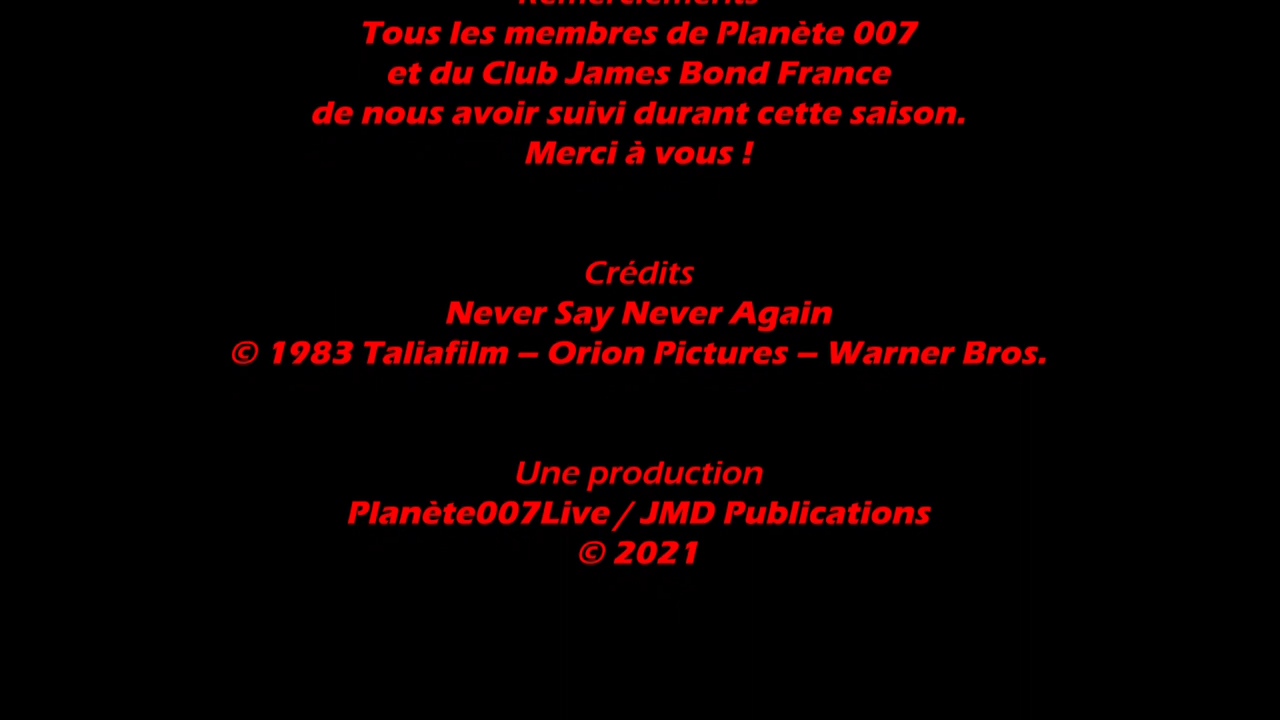 Remerciements
Tous les membres de Planète 007
et du Club James Bond France
de nous avoir suivi durant cette saison.
Merci à vous !
Crédits
Never Say Never Again
© 1983 Taliafilm – Orion Pictures – Warner Bros.
Une production
Planète007Live / JMD Publications
© 2021